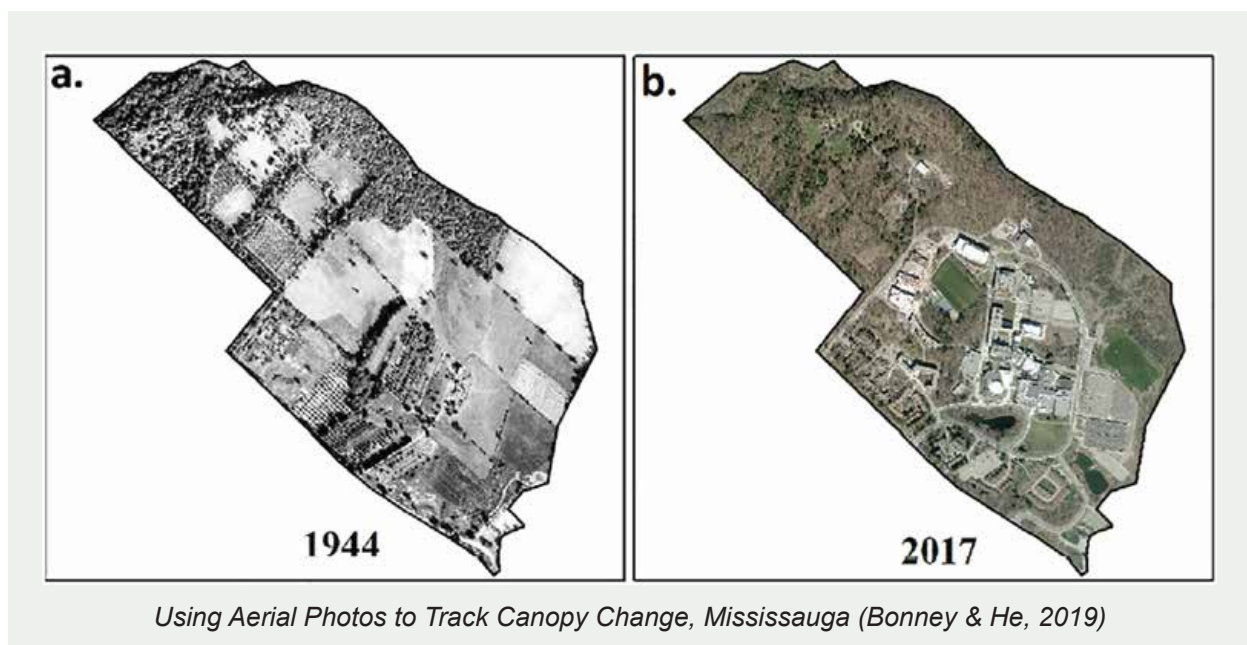 a.
b.
1944
2017
Using Aerial Photos to Track Canopy Change, Mississauga (Bonney & He, 2019)